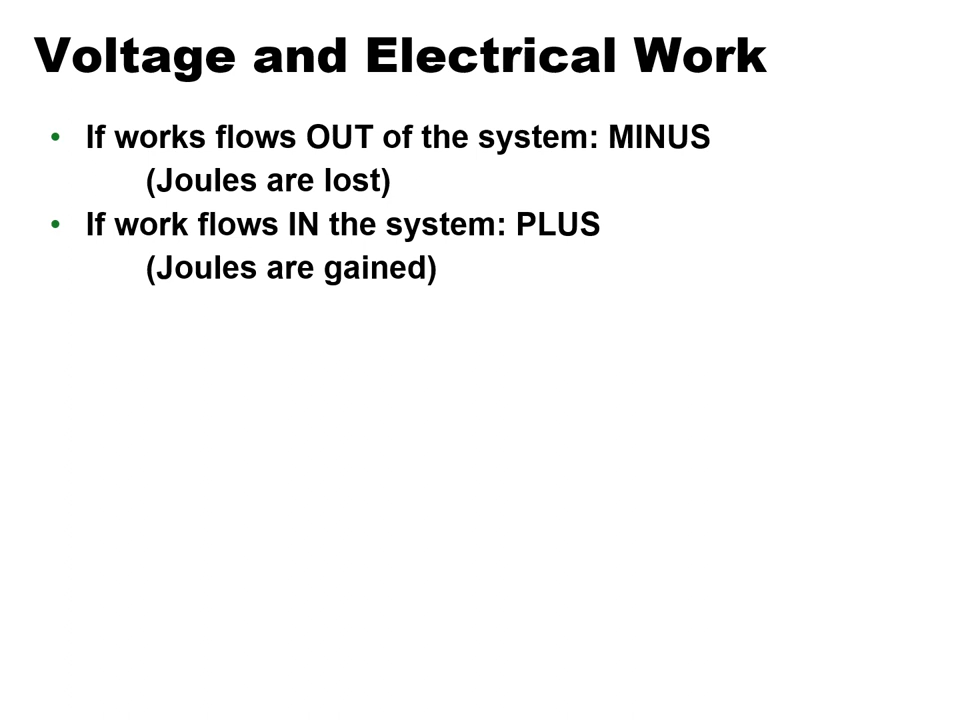 Voltage and Electrical Work
• If works flows OUT of the system: MINUS
(Joules are lost)
• If work flows IN the system: PLUS
(Joules are gained)